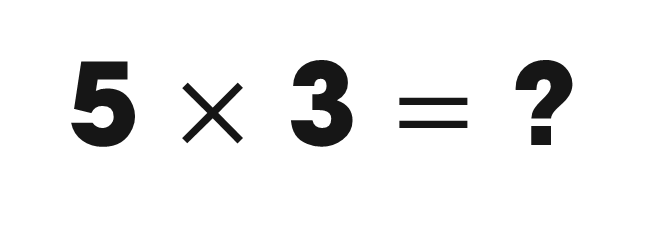 5 × 3 = ?